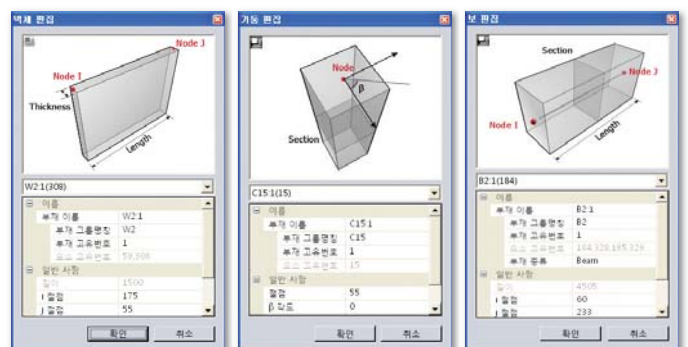 벽체 편집
Node J
Node I
Thickness
Length
W2:1(308)
이름
부재 이름 W2:1
부재 그룹명칭 W2
부재 고유번호 1
요소 고유번호 59,308
일반 사항
길이 1500
I 절점 175
J 절점 55
확인 취소
기둥 편집
Node
β
Section
C15:1(15)
이름
부재 이름 C15:1
부재 그룹명칭 C15
부재 고유번호 1
요소 고유번호 15
일반 사항
절점 55
β 각도 0
확인 취소
보 편집
Section
Node J
Node I
Length
B2:1(184)
이름
부재 이름 B2:1
부재 그룹명칭 B2
부재 고유번호 1
요소 고유번호 184,328,185,329
부재 종류 Beam
일반 사항
길이 4505
I 절점 60
J 절점 233
확인 취소